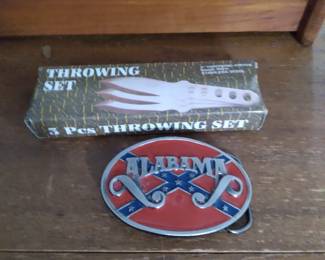 THROWING
SET
3 Pcs THROWING SET
ALABAMA